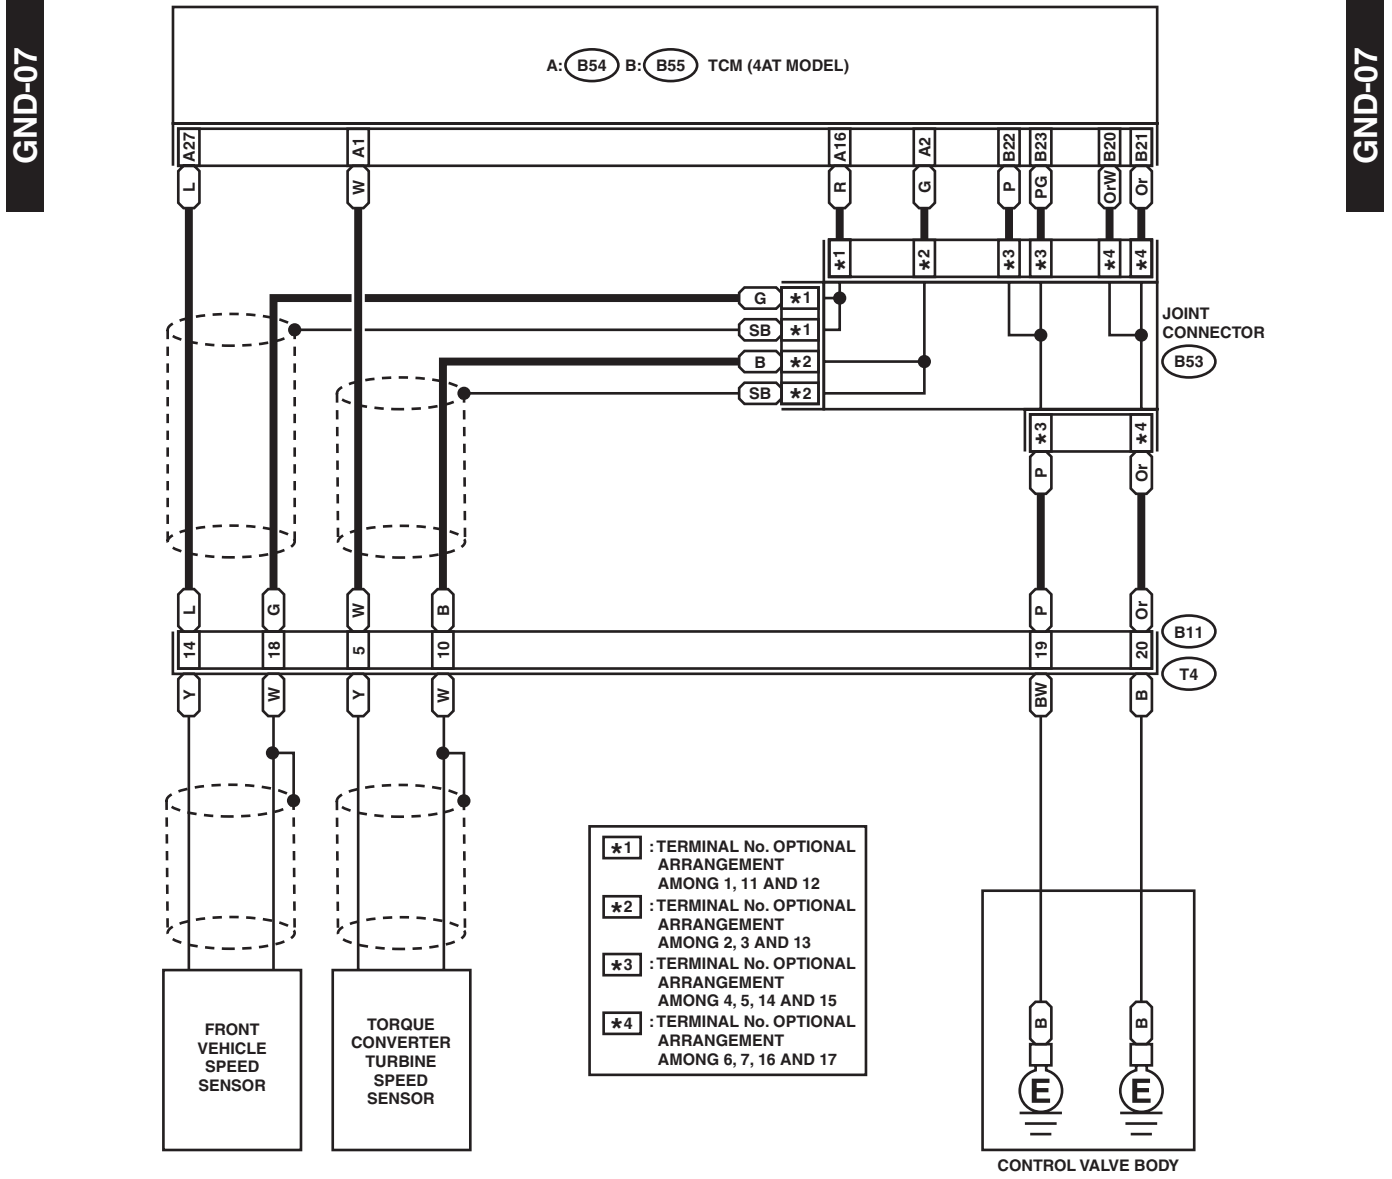 GND-07
GND-07
A: B54 B: B55 TCM (4AT MODEL)
A27 A1 A16 A2 B22 B23 B20 B21
L W R G P PG OrW Or
*1 *2 *3 *3 *4 *4
G *1
SB *1
B *2
SB *2
JOINT
CONNECTOR
B53
*3 *4
P Or
L G W B P Or
B11
14 18 5 10 19 20
T4
Y W Y W BW B
*1 : TERMINAL No. OPTIONAL
ARRANGEMENT
AMONG 1, 11 AND 12
*2 : TERMINAL No. OPTIONAL
ARRANGEMENT
AMONG 2, 3 AND 13
*3 : TERMINAL No. OPTIONAL
ARRANGEMENT
AMONG 4, 5, 14 AND 15
*4 : TERMINAL No. OPTIONAL
ARRANGEMENT
AMONG 6, 7, 16 AND 17
FRONT
VEHICLE
SPEED
SENSOR
TORQUE
CONVERTER
TURBINE
SPEED
SENSOR
B B
E E
CONTROL VALVE BODY